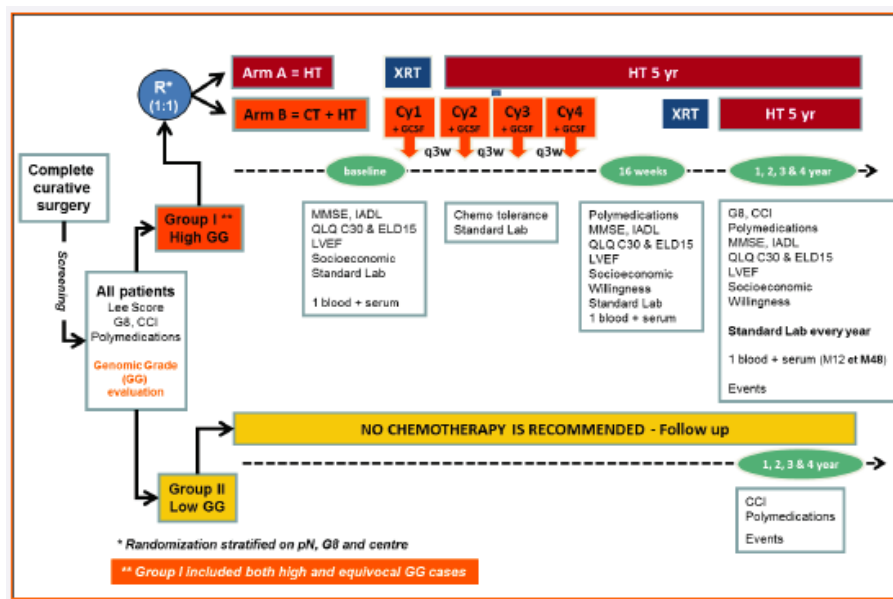 R*
(1:1)
Arm A = HT
XRT
HT 5 yr
Arm B = CT + HT
Cy1
+ GCSF
Cy2
+ GCSF
Cy3
+ GCSF
Cy4
+ GCSF
XRT
HT 5 yr
q3w
q3w
q3w
Complete
curative
surgery
baseline
16 weeks
1, 2, 3 & 4 year
Screening
Group I **
High GG
MMSE, IADL
QLQ C30 & ELD15
LVEF
Socioeconomic
Standard Lab
1 blood + serum
Chemo tolerance
Standard Lab
Polymedications
MMSE, IADL
QLQ C30 & ELD15
LVEF
Socioeconomic
Willingness
Standard Lab
1 blood + serum
G8, CCI
Polymedications
MMSE, IADL
QLQ C30 & ELD15
LVEF
Socioeconomic
Willingness
Standard Lab every year
1 blood + serum (M12 et M48)
Events
All patients
Lee Score
G8, CCI
Polymedications
Genomic Grade
(GG)
evaluation
NO CHEMOTHERAPY IS RECOMMENDED - Follow up
1, 2, 3 & 4 year
Group II
Low GG
CCI
Polymedications
Events
* Randomization stratified on pN, G8 and centre
** Group I included both high and equivocal GG cases